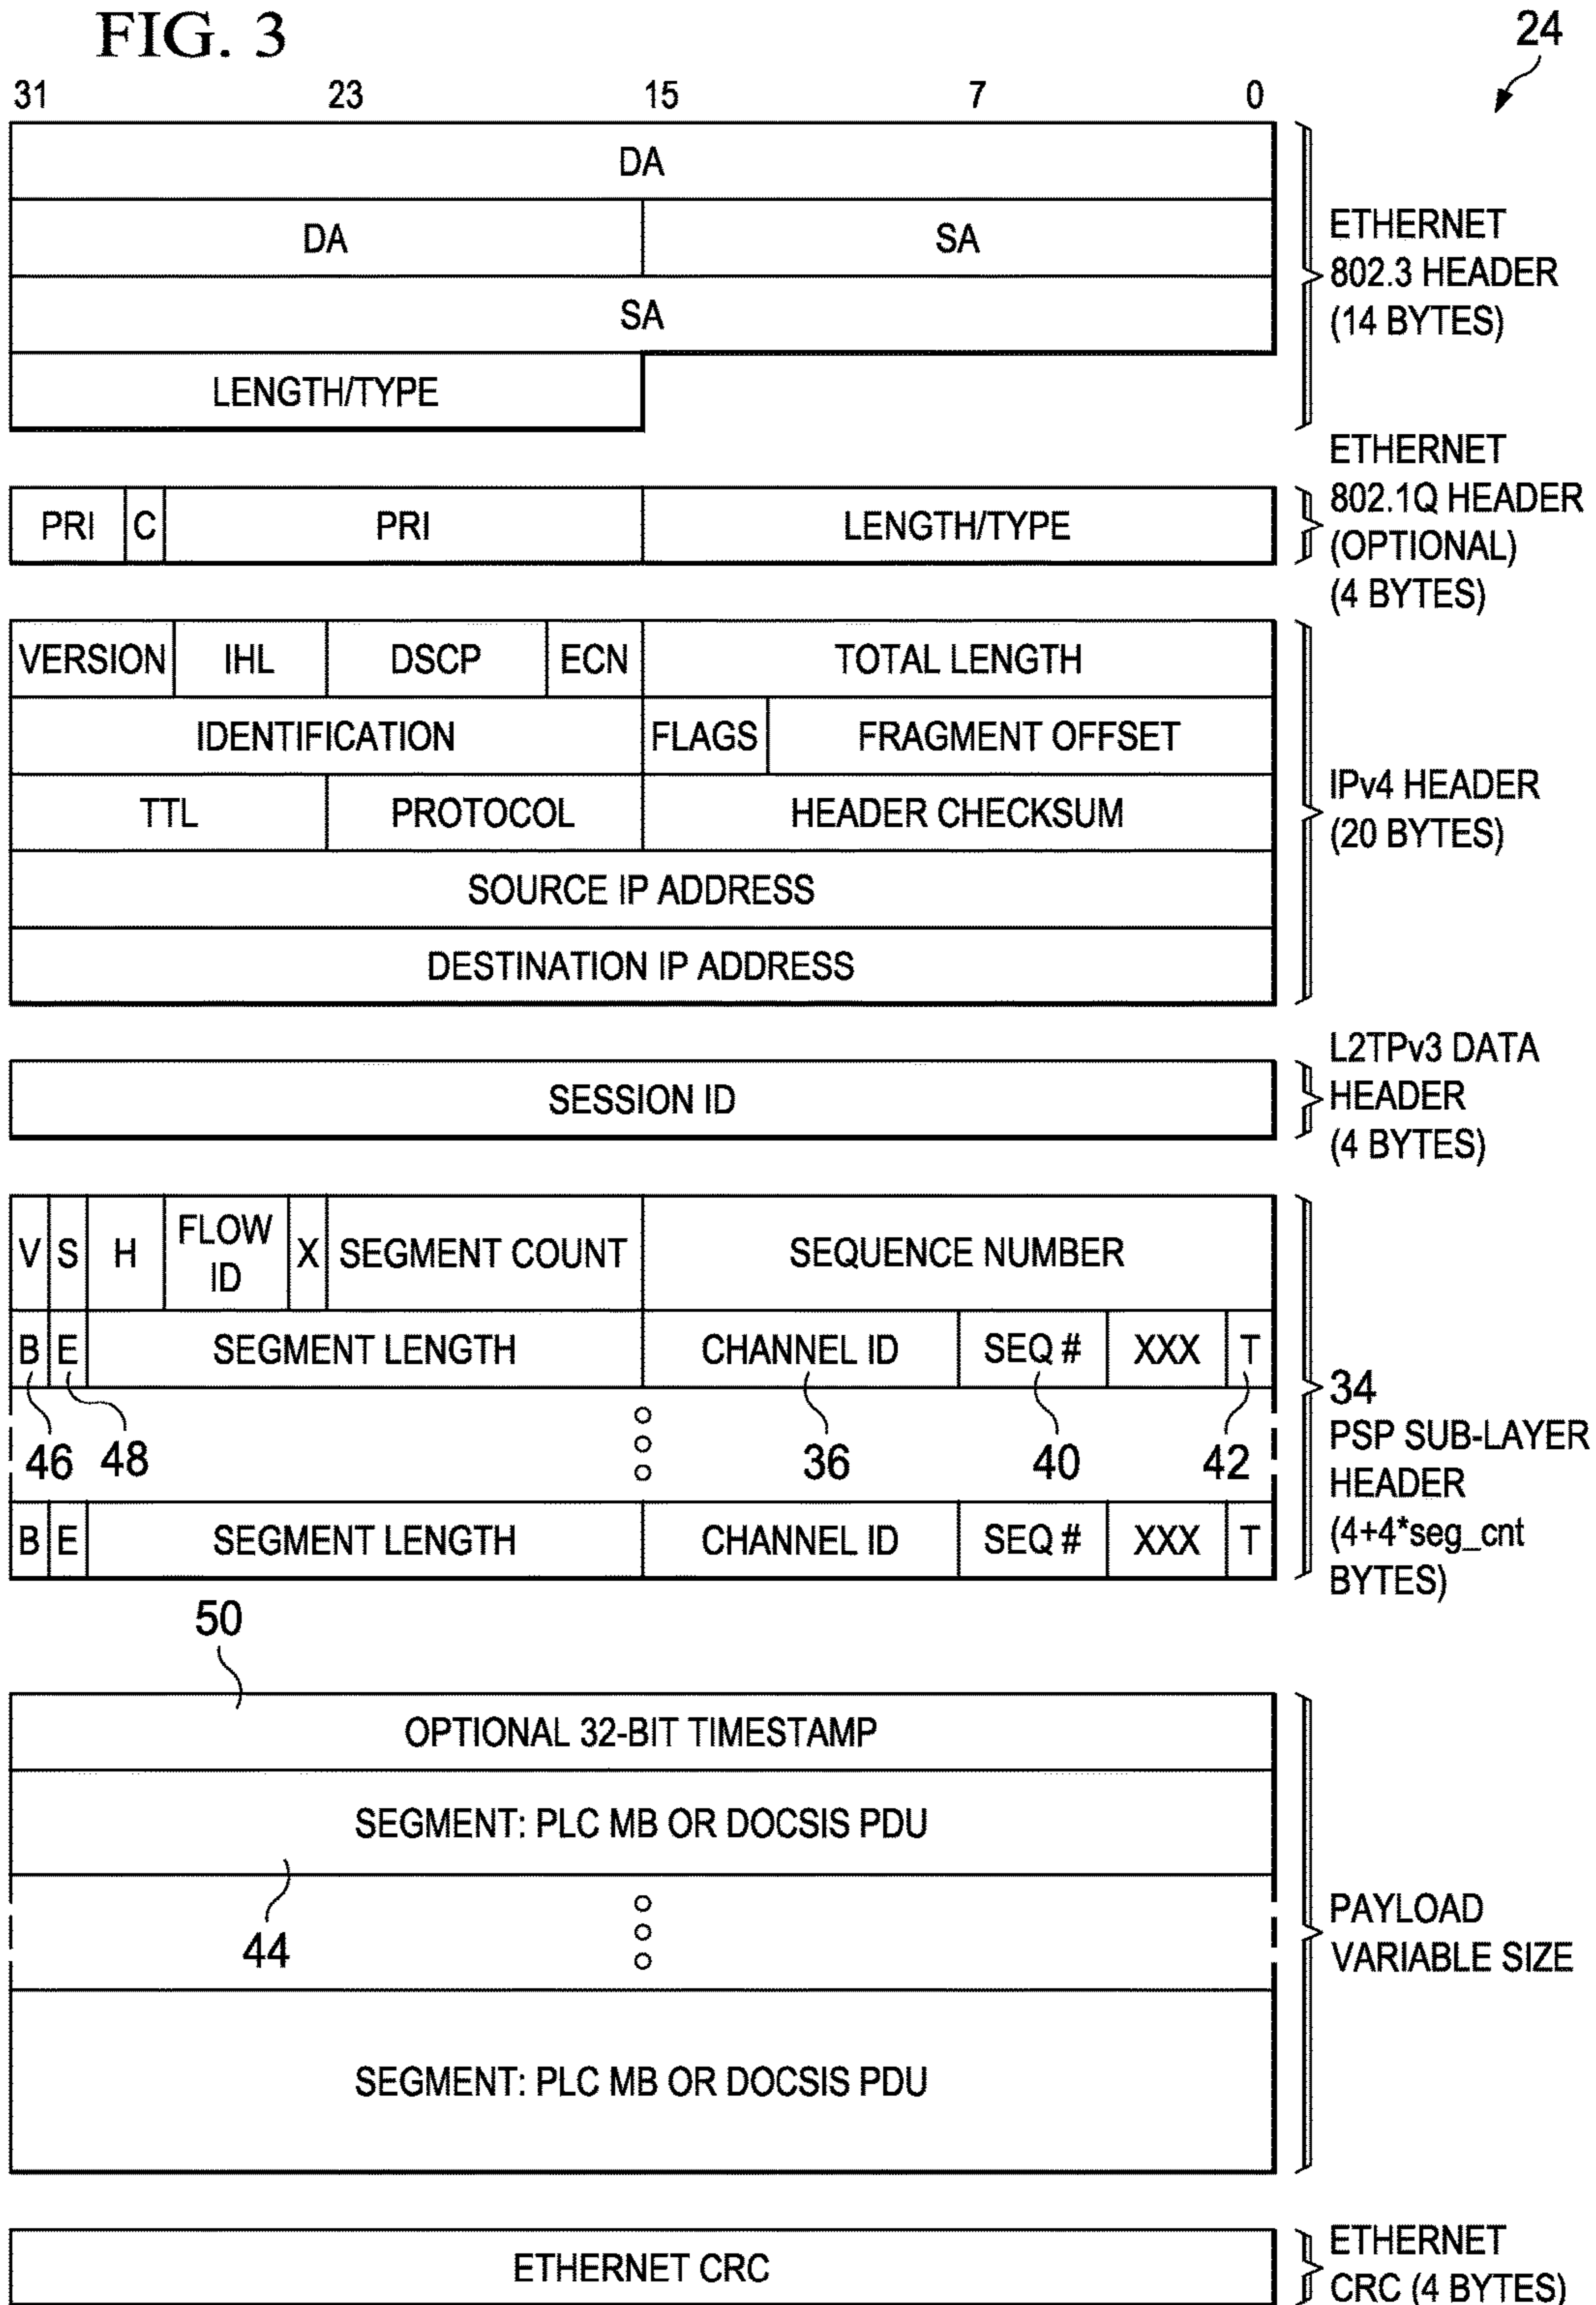 FIG. 3
24
31 23 15 7 0
DA
DA SA
SA
LENGTH/TYPE
ETHERNET
802.3 HEADER
(14 BYTES)
PRI C PRI LENGTH/TYPE
ETHERNET
802.1Q HEADER
(OPTIONAL)
(4 BYTES)
VERSION IHL DSCP ECN TOTAL LENGTH
IDENTIFICATION FLAGS FRAGMENT OFFSET
TTL PROTOCOL HEADER CHECKSUM
SOURCE IP ADDRESS
DESTINATION IP ADDRESS
IPv4 HEADER
(20 BYTES)
SESSION ID
L2TPv3 DATA
HEADER
(4 BYTES)
V S H FLOW ID X SEGMENT COUNT SEQUENCE NUMBER
B E SEGMENT LENGTH CHANNEL ID SEQ # XXX T
46 48 36 40 42
B E SEGMENT LENGTH CHANNEL ID SEQ # XXX T
34
PSP SUB-LAYER
HEADER
(4+4*seg_cnt
BYTES)
50
OPTIONAL 32-BIT TIMESTAMP
SEGMENT: PLC MB OR DOCSIS PDU
44
SEGMENT: PLC MB OR DOCSIS PDU
PAYLOAD
VARIABLE SIZE
ETHERNET CRC
ETHERNET
CRC (4 BYTES)